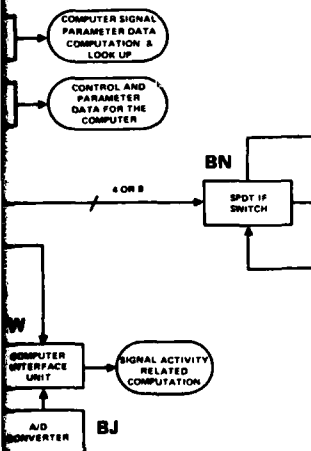 COMPUTER SIGNAL
PARAMETER DATA
COMPUTATION &
LOOK UP
CONTROL AND
PARAMETER
DATA FOR THE
COMPUTER
BN
4 OR 8
SPDT IF
SWITCH
W
COMPUTER
INTERFACE
UNIT
SIGNAL ACTIVITY
RELATED
COMPUTATION
A/D
CONVERTER
BJ